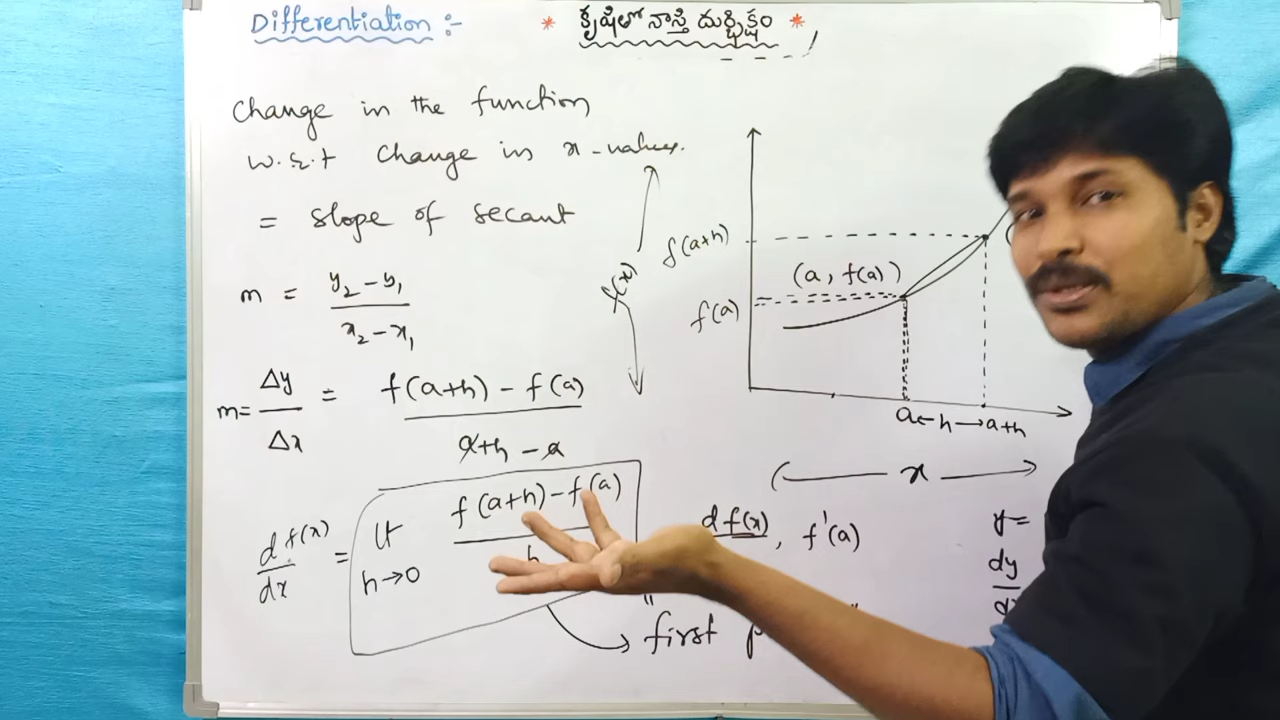 Differentiation :-
* కృషితో నాస్తి దుర్భిక్షం *
Change in the function
w.r.t change in x-values.
= slope of secant
m = y₂-y₁ / x₂-x₁
m= Δy/Δx = f(a+h) - f(a) / a+h - a
d f(x)/dx = lt h→0 f(a+h)-f(a) / h
first
f(x)
f(a+h)
(a, f(a))
f(a)
a←h→a+h
x
d f(x) , f'(a)
y=
dy